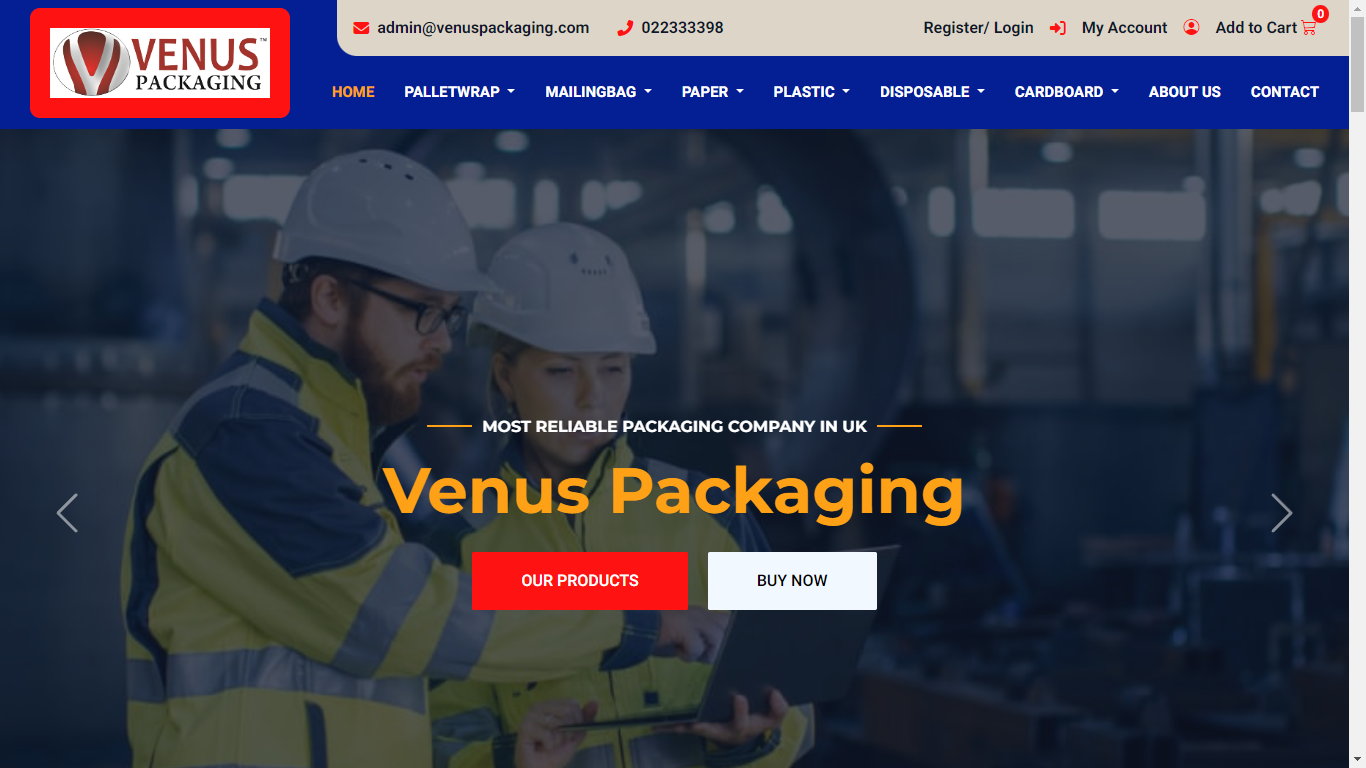 VENUS™
PACKAGING
admin@venuspackaging.com 022333398 Register/ Login My Account Add to Cart 0
HOME PALLETWRAP MAILINGBAG PAPER PLASTIC DISPOSABLE CARDBOARD ABOUT US CONTACT
MOST RELIABLE PACKAGING COMPANY IN UK
Venus Packaging
OUR PRODUCTS BUY NOW